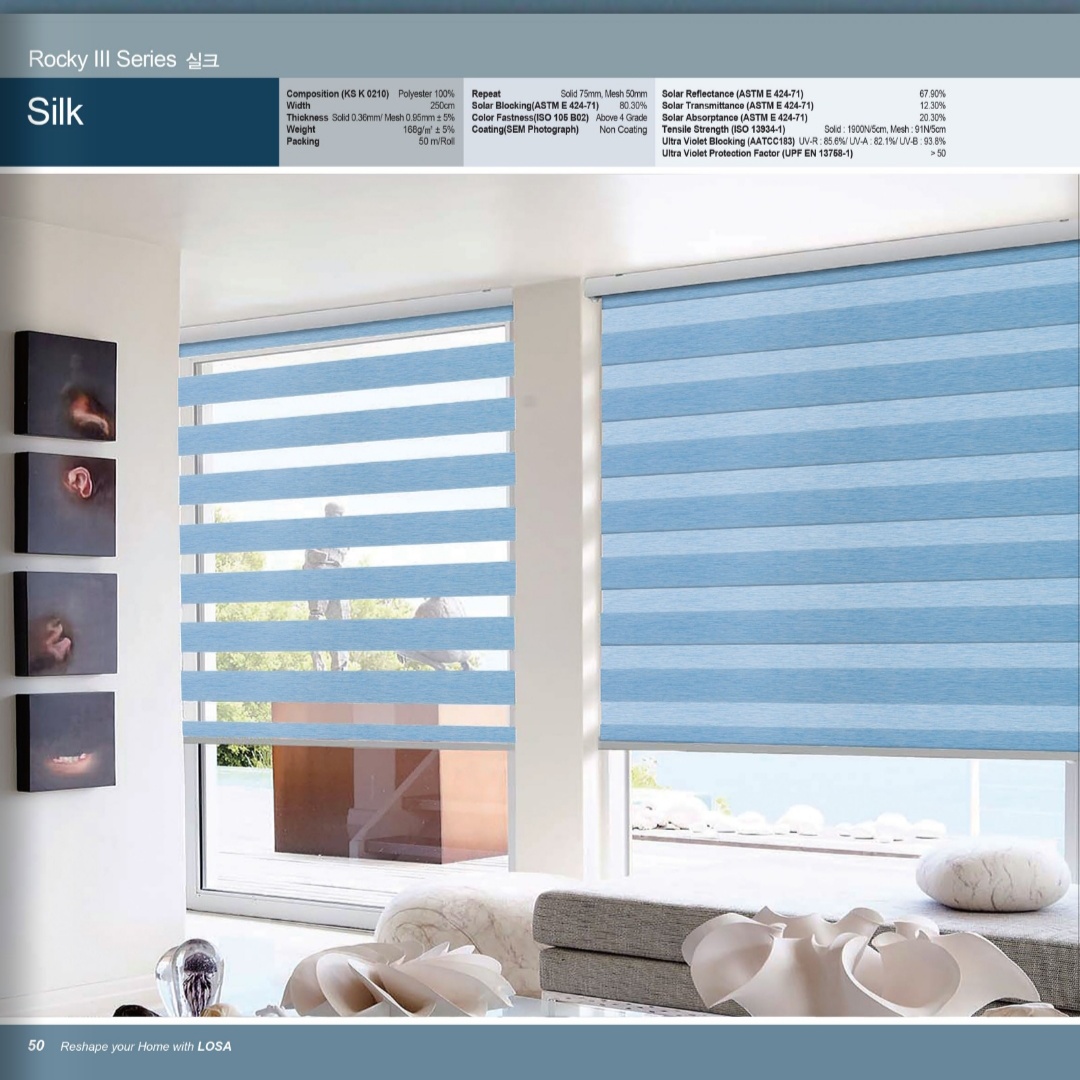 Rocky III Series 실크
Silk
Composition (KS K 0210) Polyester 100%
Width 250cm
Thickness Solid 0.36mm/ Mesh 0.95mm ± 5%
Weight 168g/㎡ ± 5%
Packing 50 m/Roll
Repeat Solid 75mm, Mesh 50mm
Solar Blocking(ASTM E 424-71) 80.30%
Color Fastness(ISO 105 B02) Above 4 Grade
Coating(SEM Photograph) Non Coating
Solar Reflectance (ASTM E 424-71) 67.90%
Solar Transmittance (ASTM E 424-71) 12.30%
Solar Absorptance (ASTM E 424-71) 20.30%
Tensile Strength (ISO 13934-1) Solid : 1900N/5cm, Mesh : 91N/5cm
Ultra Violet Blocking (AATCC183) UV-R : 85.6%/ UV-A : 82.1%/ UV-B : 93.8%
Ultra Violet Protection Factor (UPF EN 13758-1) > 50
50 Reshape your Home with LOSA